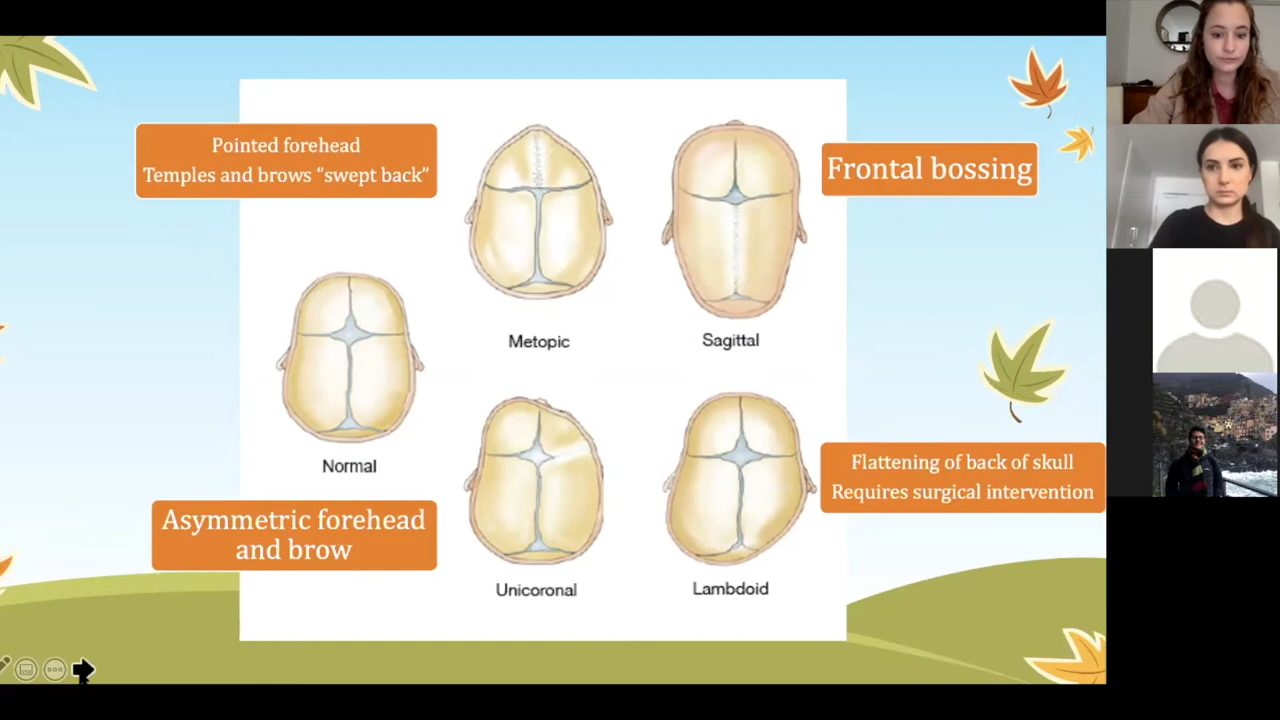 Pointed forehead
Temples and brows “swept back”
Frontal bossing
Metopic
Sagittal
Normal
Flattening of back of skull
Requires surgical intervention
Asymmetric forehead
and brow
Unicoronal
Lambdoid